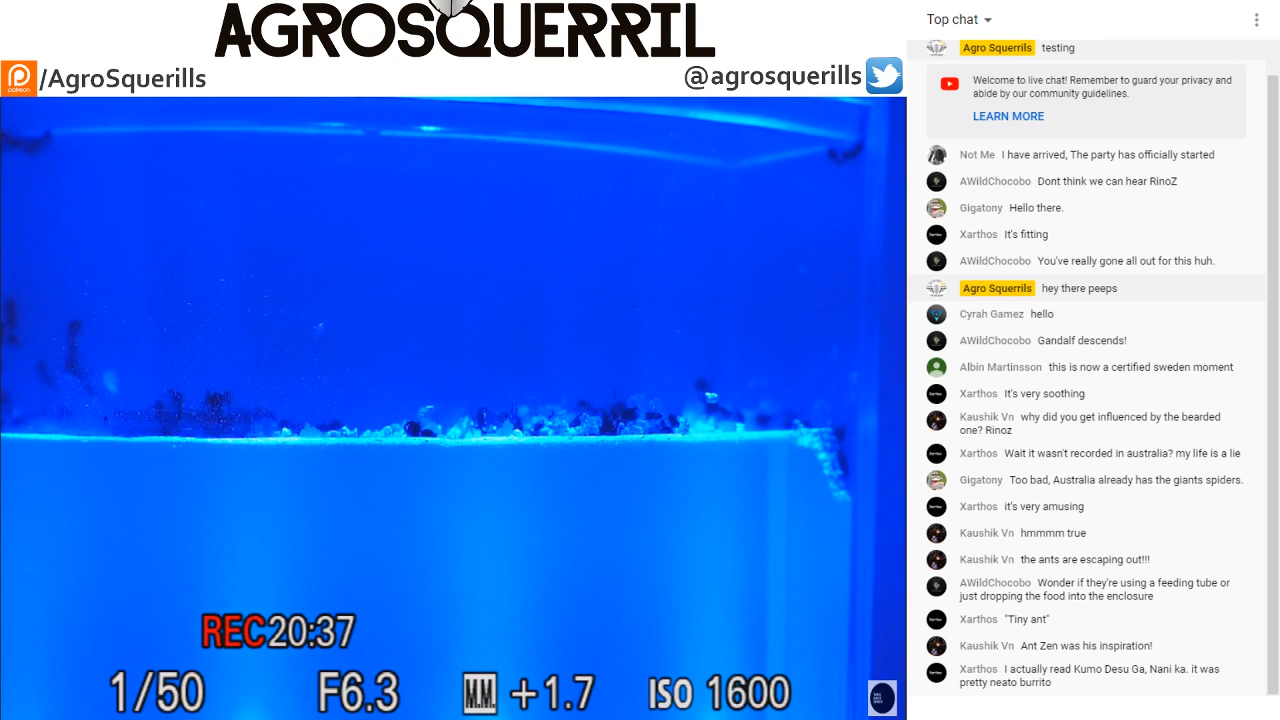 AGROSQUERRIL
/AgroSquerills
patreon
@agrosquerills
REC20:37
1/50 F6.3 M.M. +1.7 ISO 1600
Top chat
Agro Squerrils testing
Welcome to live chat! Remember to guard your privacy and
abide by our community guidelines.
LEARN MORE
Not Me I have arrived, The party has officially started
AWildChocobo Dont think we can hear RinoZ
Gigatony Hello there.
Xarthos It's fitting
AWildChocobo You've really gone all out for this huh.
Agro Squerrils hey there peeps
Cyrah Gamez hello
AWildChocobo Gandalf descends!
Albin Martinsson this is now a certified sweden moment
Xarthos It's very soothing
Kaushik Vn why did you get influenced by the bearded
one? Rinoz
Xarthos Wait it wasn't recorded in australia? my life is a lie
Gigatony Too bad, Australia already has the giants spiders.
Xarthos it's very amusing
Kaushik Vn hmmmm true
Kaushik Vn the ants are escaping out!!!
AWildChocobo Wonder if they're using a feeding tube or
just dropping the food into the enclosure
Xarthos "Tiny ant"
Kaushik Vn Ant Zen was his inspiration!
Xarthos I actually read Kumo Desu Ga, Nani ka. it was
pretty neato burrito